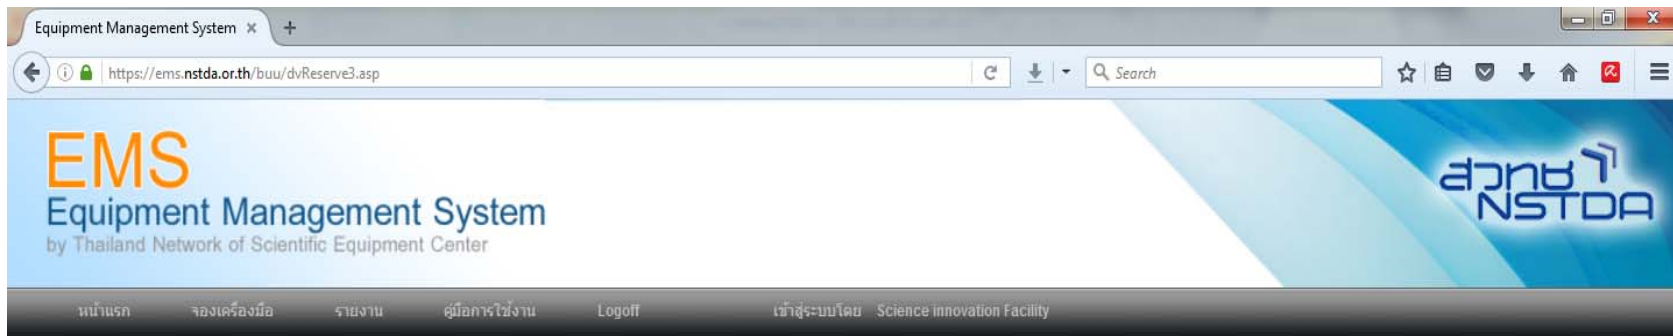 Equipment Management System
https://ems.nstda.or.th/buu/dvReserve3.asp
Search
EMS
Equipment Management System
by Thailand Network of Scientific Equipment Center
สวทช
NSTDA
หน้าแรก จองเครื่องมือ รายงาน คู่มือการใช้งาน Logoff เข้าสู่ระบบโดย Science innovation Facility